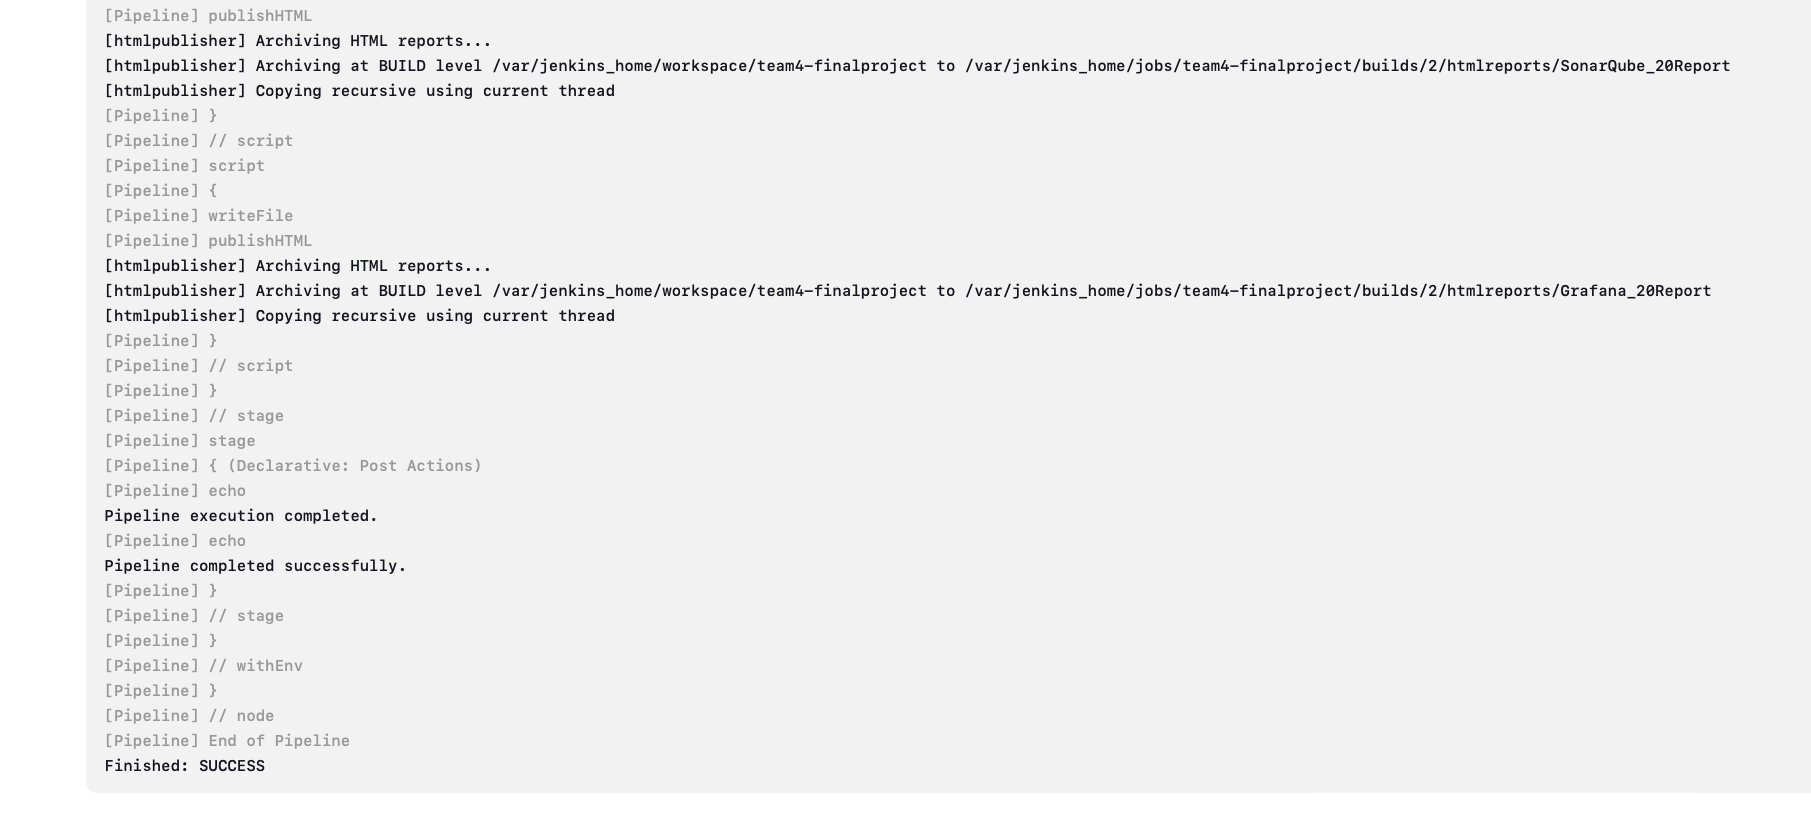 [Pipeline] publishHTML
[htmlpublisher] Archiving HTML reports...
[htmlpublisher] Archiving at BUILD level /var/jenkins_home/workspace/team4-finalproject to /var/jenkins_home/jobs/team4-finalproject/builds/2/htmlreports/SonarQube_20Report
[htmlpublisher] Copying recursive using current thread
[Pipeline] }
[Pipeline] // script
[Pipeline] script
[Pipeline] {
[Pipeline] writeFile
[Pipeline] publishHTML
[htmlpublisher] Archiving HTML reports...
[htmlpublisher] Archiving at BUILD level /var/jenkins_home/workspace/team4-finalproject to /var/jenkins_home/jobs/team4-finalproject/builds/2/htmlreports/Grafana_20Report
[htmlpublisher] Copying recursive using current thread
[Pipeline] }
[Pipeline] // script
[Pipeline] }
[Pipeline] // stage
[Pipeline] stage
[Pipeline] { (Declarative: Post Actions)
[Pipeline] echo
Pipeline execution completed.
[Pipeline] echo
Pipeline completed successfully.
[Pipeline] }
[Pipeline] // stage
[Pipeline] }
[Pipeline] // withEnv
[Pipeline] }
[Pipeline] // node
[Pipeline] End of Pipeline
Finished: SUCCESS